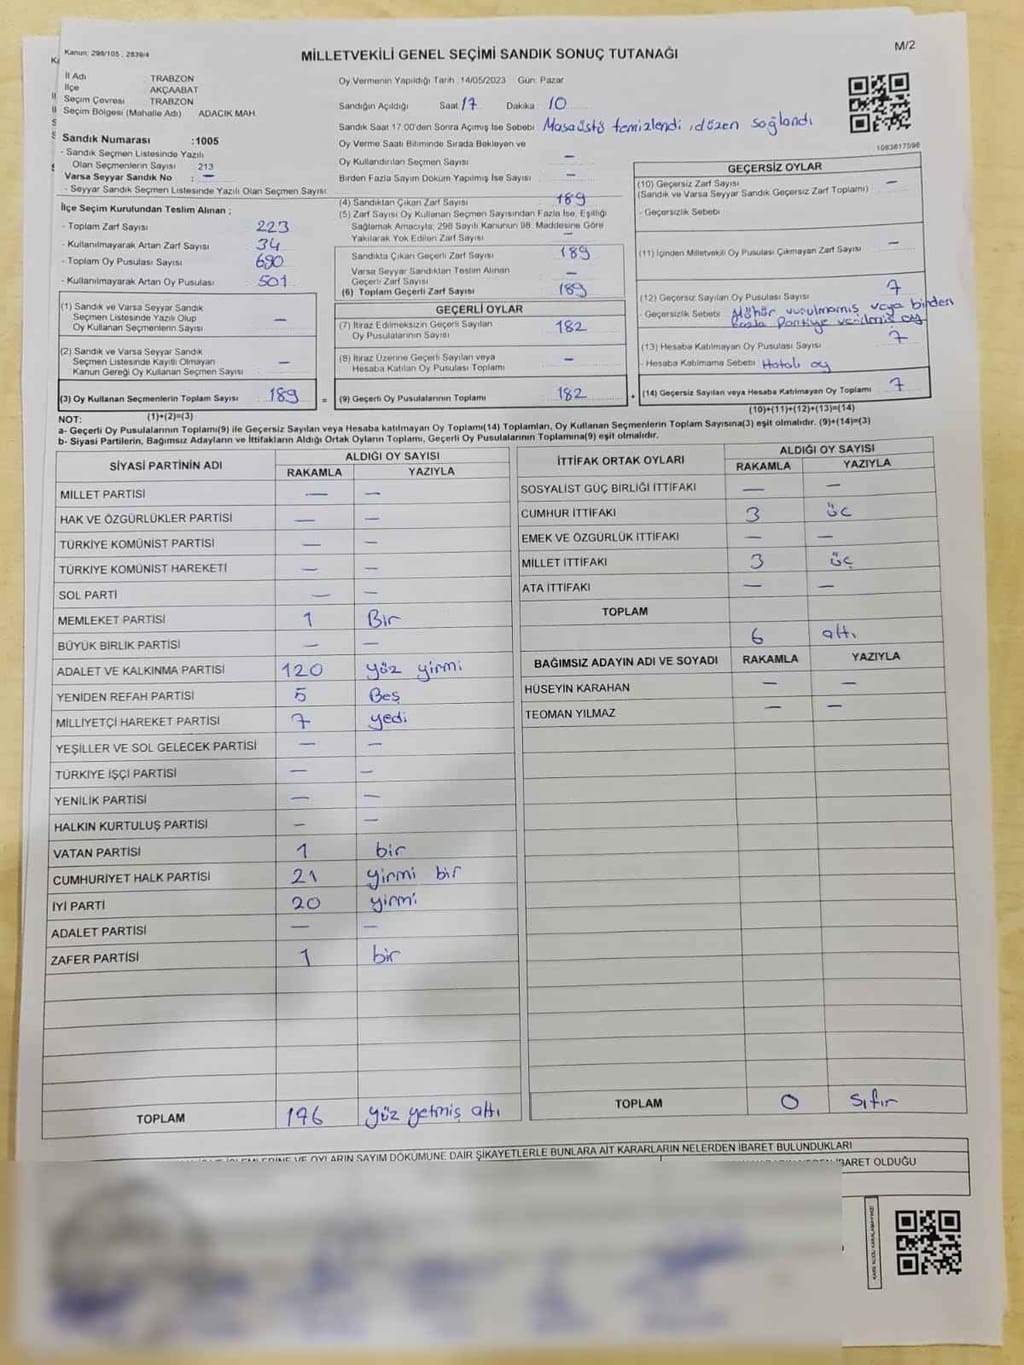 Kanun: 298/105 , 2839/4
MİLLETVEKİLİ GENEL SEÇİMİ SANDIK SONUÇ TUTANAĞI
M/2
İl Adı TRABZON
İlçe AKÇAABAT
Seçim Çevresi TRABZON
Seçim Bölgesi (Mahalle Adı) ADACIK MAH.
Sandık Numarası :1005
- Sandık Seçmen Listesinde Yazılı
Olan Seçmenlerin Sayısı 213
Varsa Seyyar Sandık No : —
- Seyyar Sandık Seçmen Listesinde Yazılı Olan Seçmen Sayısı:
Oy Vermenin Yapıldığı Tarih :14/05/2023 Gün: Pazar
Sandığın Açıldığı Saat 17 Dakika 10
Sandık Saat 17:00'den Sonra Açımış İse Sebebi Masaüstü temizlendi, düzen sağlandı
Oy Verme Saati Bitiminde Sırada Bekleyen ve
Oy Kullandırılan Seçmen Sayısı —
Birden Fazla Sayım Döküm Yapılmış İse Sayısı —
1083617596
İlçe Seçim Kurulundan Teslim Alınan ;
- Toplam Zarf Sayısı 223
- Kullanılmayarak Artan Zarf Sayısı 34
- Toplam Oy Pusulası Sayısı 690
- Kullanılmayarak Artan Oy Pusulası 501
(1) Sandık ve Varsa Seyyar Sandık
Seçmen Listesinde Yazılı Olup
Oy Kullanan Seçmenlerin Sayısı —
(2) Sandık ve Varsa Seyyar Sandık
Seçmen Listesinde Kayıtlı Olmayan
Kanun Gereği Oy Kullanan Seçmen Sayısı —
(3) Oy Kullanan Seçmenlerin Toplam Sayısı 189 =
(1)+(2)=(3)
(4) Sandıktan Çıkan Zarf Sayısı 189
(5) Zarf Sayısı Oy Kullanan Seçmen Sayısından Fazla İse, Eşitliği
Sağlamak Amacıyla; 298 Sayılı Kanunun 98. Maddesine Göre
Yakılarak Yok Edilen Zarf Sayısı —
Sandıkta Çıkan Geçerli Zarf Sayısı 189
Varsa Seyyar Sandıktan Teslim Alınan
Geçerli Zarf Sayısı —
(6) Toplam Geçerli Zarf Sayısı 189
GEÇERLİ OYLAR
(7) İtiraz Edilmeksizin Geçerli Sayılan
Oy Pusulalarının Sayısı 182
(8) İtiraz Üzerine Geçerli Sayılan veya
Hesaba Katılan Oy Pusulası Toplamı —
(9) Geçerli Oy Pusulalarının Toplamı 182 +
GEÇERSİZ OYLAR
(10) Geçersiz Zarf Sayısı —
(Sandık ve Varsa Seyyar Sandık Geçersiz Zarf Toplamı)
- Geçersizlik Sebebi
(11) İçinden Milletvekili Oy Pusulası Çıkmayan Zarf Sayısı —
(12) Geçersiz Sayılan Oy Pusulası Sayısı 7
Geçersizlik Sebebi Mühür vurulmamış veya birden
fazla Partiye verilmiş oy
(13) Hesaba Katılmayan Oy Pusulası Sayısı 7
- Hesaba Katılmama Sebebi Hatalı oy
(14) Geçersiz Sayılan veya Hesaba Katılmayan Oy Toplamı 7
(10)+(11)+(12)+(13)=(14)
NOT:
a- Geçerli Oy Pusulalarının Toplamı(9) ile Geçersiz Sayılan veya Hesaba katılmayan Oy Toplamı(14) Toplamları, Oy Kullanan Seçmenlerin Toplam Sayısına(3) eşit olmalıdır. (9)+(14)=(3)
b- Siyasi Partilerin, Bağımsız Adayların ve İttifakların Aldığı Ortak Oyların Toplamı, Geçerli Oy Pusulalarının Toplamına(9) eşit olmalıdır.
SİYASİ PARTİNİN ADI ALDIĞI OY SAYISI
RAKAMLA YAZIYLA
MİLLET PARTİSİ — —
HAK VE ÖZGÜRLÜKLER PARTİSİ — —
TÜRKİYE KOMÜNİST PARTİSİ — —
TÜRKİYE KOMÜNİST HAREKETİ — —
SOL PARTİ — —
MEMLEKET PARTİSİ 1 Bir
BÜYÜK BİRLİK PARTİSİ — —
ADALET VE KALKINMA PARTİSİ 120 yüz yirmi
YENİDEN REFAH PARTİSİ 5 Beş
MİLLİYETÇİ HAREKET PARTİSİ 7 yedi
YEŞİLLER VE SOL GELECEK PARTİSİ — —
TÜRKİYE İŞÇİ PARTİSİ — —
YENİLİK PARTİSİ — —
HALKIN KURTULUŞ PARTİSİ — —
VATAN PARTİSİ 1 bir
CUMHURİYET HALK PARTİSİ 21 yirmi bir
İYİ PARTİ 20 yirmi
ADALET PARTİSİ — —
ZAFER PARTİSİ 1 bir
TOPLAM 176 yüz yetmiş altı
İTTİFAK ORTAK OYLARI ALDIĞI OY SAYISI
RAKAMLA YAZIYLA
SOSYALİST GÜÇ BİRLİĞİ İTTİFAKI — —
CUMHUR İTTİFAKI 3 üç
EMEK VE ÖZGÜRLÜK İTTİFAKI — —
MİLLET İTTİFAKI 3 üç
ATA İTTİFAKI — —
TOPLAM
6 altı
BAĞIMSIZ ADAYIN ADI VE SOYADI RAKAMLA YAZIYLA
HÜSEYİN KARAHAN — —
TEOMAN YILMAZ — —
TOPLAM 0 sıfır
OYLARIN SAYIM DÖKÜMÜNE DAİR ŞİKAYETLERLE BUNLARA AİT KARARLARIN NELERDEN İBARET BULUNDUKLARI
İBARET OLDUĞU